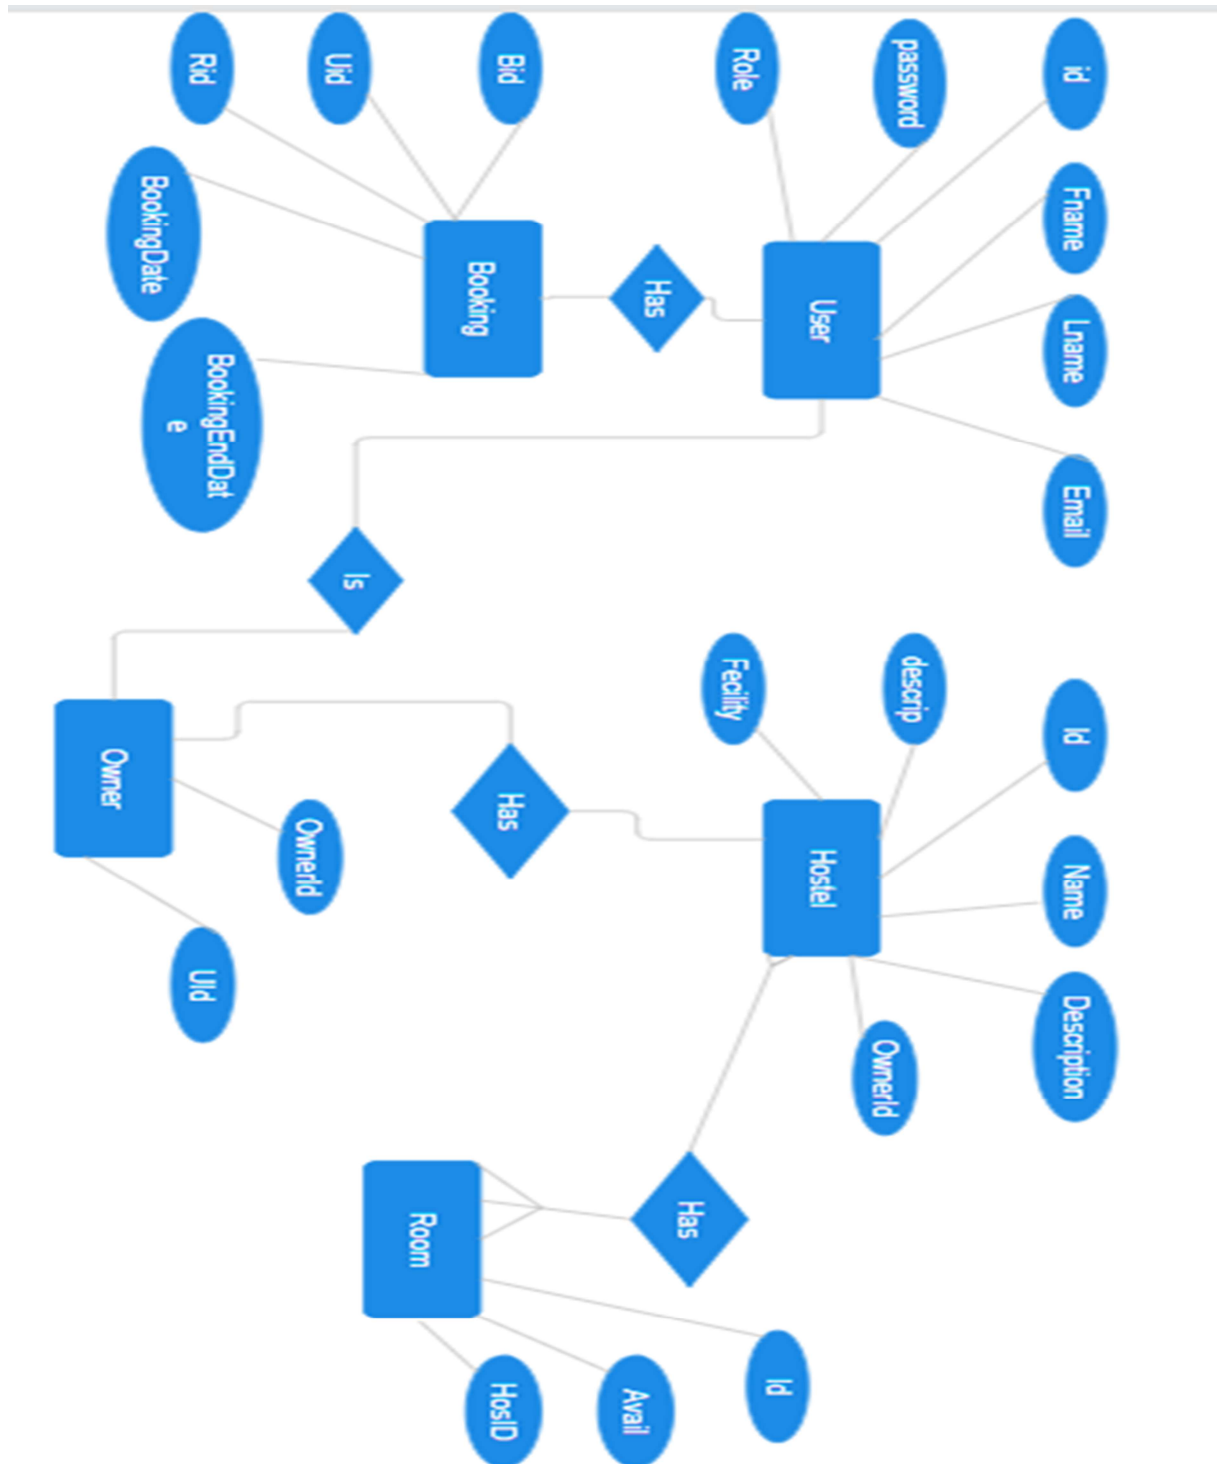 id
Fname
Lname
Email
Id
Name
Description
password
descrip
OwnerId
User
Hostel
Role
Fecility
Id
Has
Has
Avail
Bid
Has
HosID
Booking
Room
Uid
Is
OwnerId
Rid
BookingEndDat
e
UId
BookingDate
Owner